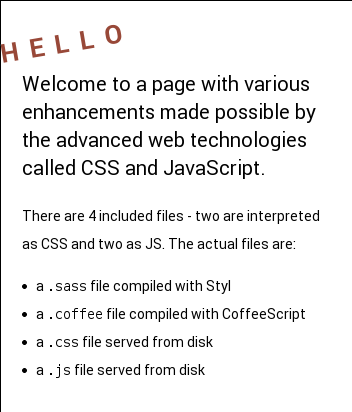 HELLO
Welcome to a page with various
enhancements made possible by
the advanced web technologies
called CSS and JavaScript.
There are 4 included files - two are interpreted
as CSS and two as JS. The actual files are:
• a .sass file compiled with Styl
• a .coffee file compiled with CoffeeScript
• a .css file served from disk
• a .js file served from disk